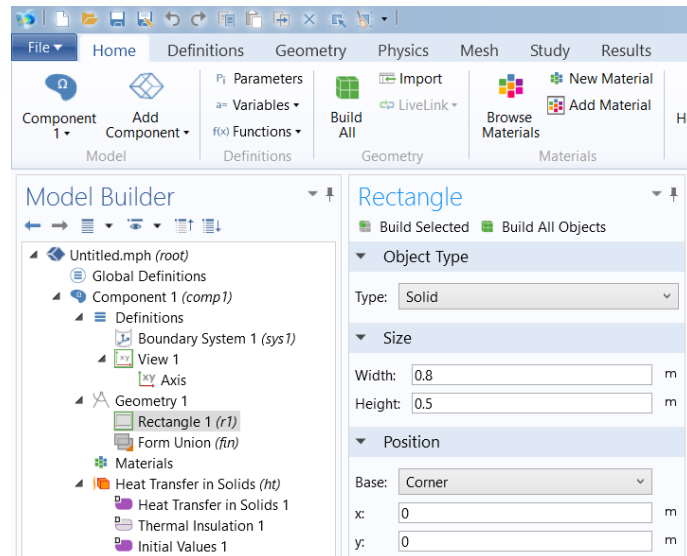 File Home Definitions Geometry Physics Mesh Study Results
Component 1
Add Component
Pi Parameters
a= Variables
f(x) Functions
Build All
Import
LiveLink
Browse Materials
New Material
Add Material
H
Model Definitions Geometry Materials
Model Builder
Untitled.mph (root)
Global Definitions
Component 1 (comp1)
Definitions
Boundary System 1 (sys1)
xy View 1
xy Axis
Geometry 1
Rectangle 1 (r1)
Form Union (fin)
Materials
Heat Transfer in Solids (ht)
D Heat Transfer in Solids 1
D Thermal Insulation 1
D Initial Values 1
Rectangle
Build Selected Build All Objects
Object Type
Type: Solid
Size
Width: 0.8 m
Height: 0.5 m
Position
Base: Corner
x: 0 m
y: 0 m